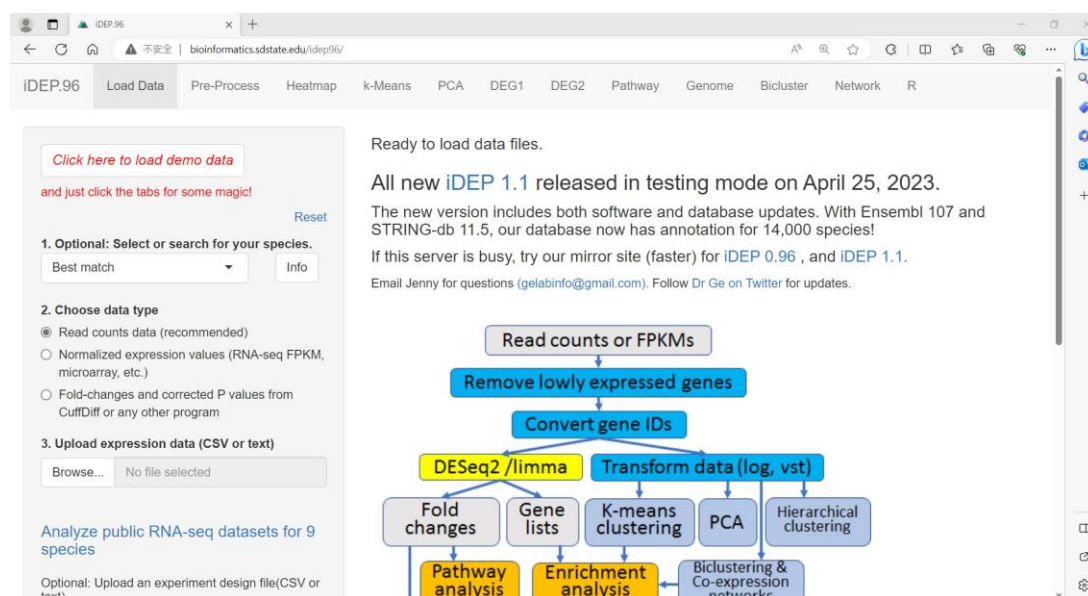 iDEP.96
不安全 | bioinformatics.sdstate.edu/idep96/
iDEP.96 Load Data Pre-Process Heatmap k-Means PCA DEG1 DEG2 Pathway Genome Bicluster Network R
Click here to load demo data
and just click the tabs for some magic!
Reset
1. Optional: Select or search for your species.
Best match
Info
2. Choose data type
Read counts data (recommended)
Normalized expression values (RNA-seq FPKM,
microarray, etc.)
Fold-changes and corrected P values from
CuffDiff or any other program
3. Upload expression data (CSV or text)
Browse... No file selected
Analyze public RNA-seq datasets for 9
species
Optional: Upload an experiment design file(CSV or
text)
Ready to load data files.
All new iDEP 1.1 released in testing mode on April 25, 2023.
The new version includes both software and database updates. With Ensembl 107 and
STRING-db 11.5, our database now has annotation for 14,000 species!
If this server is busy, try our mirror site (faster) for iDEP 0.96 , and iDEP 1.1.
Email Jenny for questions (gelabinfo@gmail.com). Follow Dr Ge on Twitter for updates.
Read counts or FPKMs
Remove lowly expressed genes
Convert gene IDs
DESeq2 /limma
Transform data (log, vst)
Fold
changes
Gene
lists
K-means
clustering
PCA
Hierarchical
clustering
Pathway
analysis
Enrichment
analysis
Biclustering &
Co-expression
networks